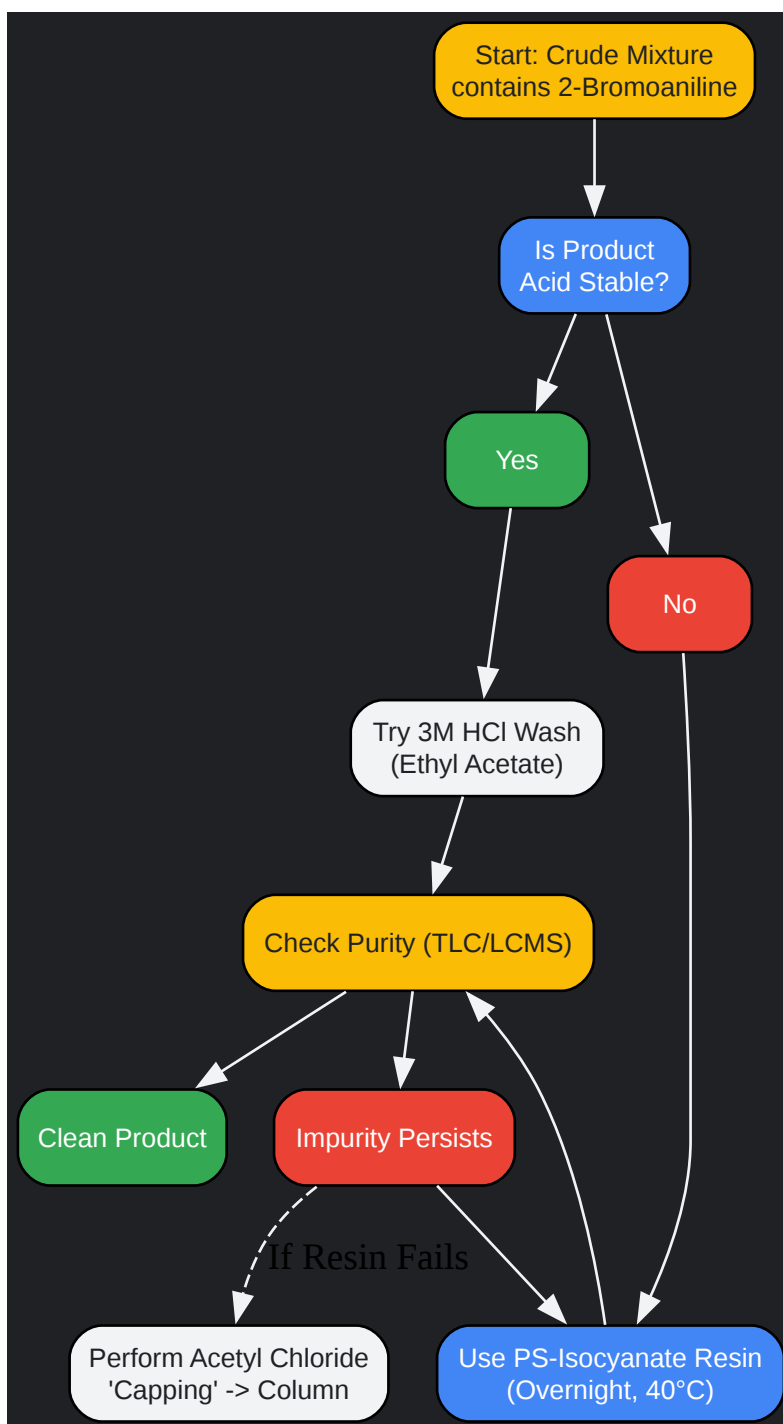 Start: Crude Mixture
contains 2-Bromoaniline
Is Product
Acid Stable?
Yes
No
Try 3M HCl Wash
(Ethyl Acetate)
Check Purity (TLC/LCMS)
Clean Product
Impurity Persists
If Resin Fails
Perform Acetyl Chloride
'Capping' -> Column
Use PS-Isocyanate Resin
(Overnight, 40°C)